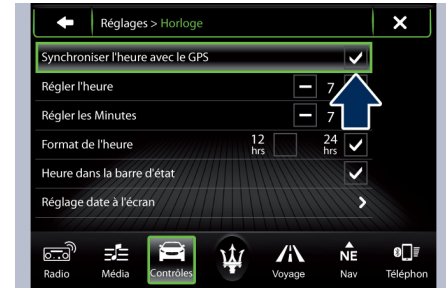 Réglages > Horloge
Synchroniser l'heure avec le GPS
Régler l'heure 7
Régler les Minutes 7
Format de l'heure 12 hrs 24 hrs
Heure dans la barre d'état
Réglage date à l'écran
Radio Média Contrôles Voyage NE Nav Téléphon